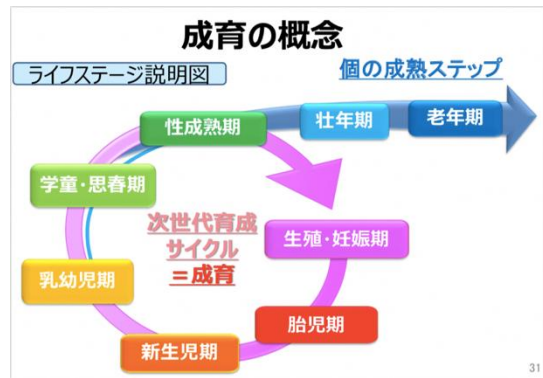 成育の概念
ライフステージ説明図
個の成熟ステップ
性成熟期
壮年期
老年期
学童・思春期
次世代育成
サイクル
＝成育
生殖・妊娠期
乳幼児期
胎児期
新生児期
31